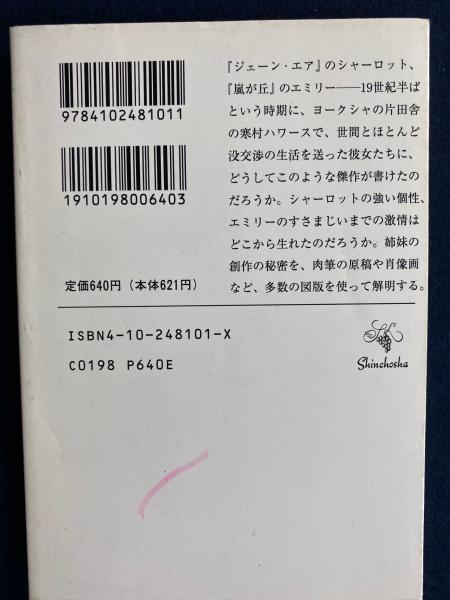 9784102481011
1910198006403
定価640円（本体621円）
『ジェーン・エア』のシャーロット、
『嵐が丘』のエミリー――19世紀半ば
という時期に、ヨークシャの片田舎
の寒村ハワースで、世間とほとんど
没交渉の生活を送った彼女たちに、
どうしてこのような傑作が書けたの
だろうか。シャーロットの強い個性、
エミリーのすさまじいまでの激情は
どこから生れたのだろうか。姉妹の
創作の秘密を、肉筆の原稿や肖像画
など、多数の図版を使って解明する。
ISBN4-10-248101-X
C0198 P640E
Shinchosha